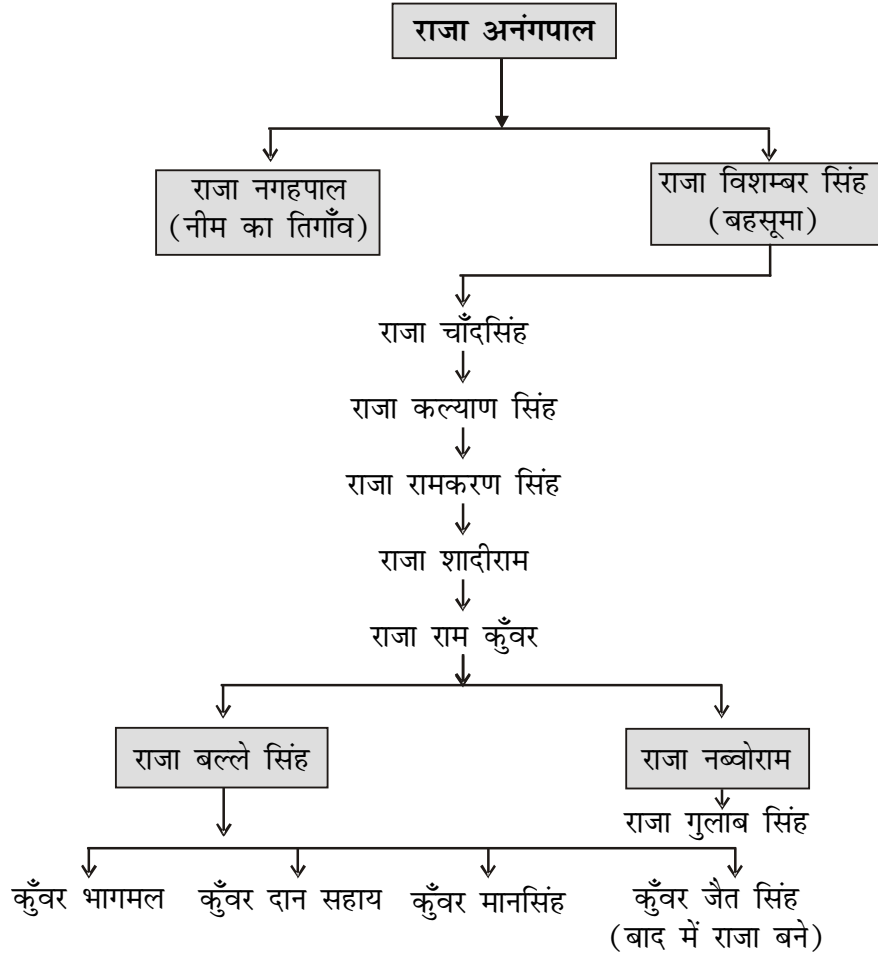 राजा अनंगपाल
राजा नगहपाल
(नीम का तिगाँव)
राजा विशम्बर सिंह
(बहसूमा)
राजा चाँदसिंह
राजा कल्याण सिंह
राजा रामकरण सिंह
राजा शादीराम
राजा राम कुँवर
राजा बल्ले सिंह
राजा नब्वोराम
राजा गुलाब सिंह
कुँवर भागमल
कुँवर दान सहाय
कुँवर मानसिंह
कुँवर जैत सिंह
(बाद में राजा बने)